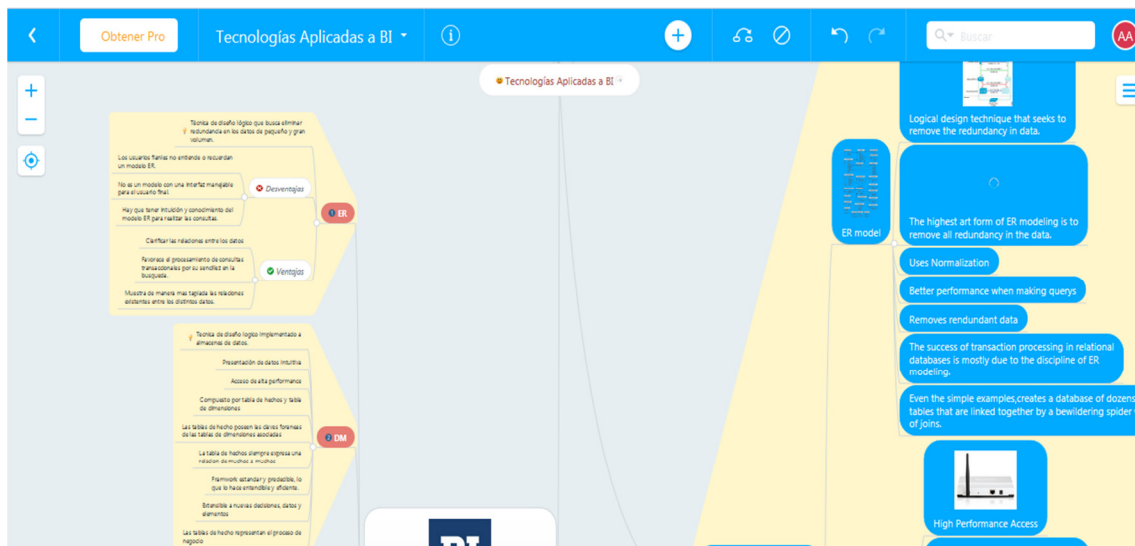 Obtener Pro
Tecnologías Aplicadas a BI
Buscar
AA
Tecnologías Aplicadas a BI
Técnica de diseño lógico que busca eliminar
redundancia en los datos de pequeño y gran
volumen.
Los usuarios finales no entiende o recuerdan
un modelo ER.
No es un modelo con una interfaz manejable
para el usuario final.
Hay que tener intuición y conocimiento del
modelo ER para realizar las consultas.
Desventajas
ER
Clarificar las relaciones entre los datos
Favorece el procesamiento de consultas
transaccionales por su sencillez en la
busqueda.
Muestra de manera mas las relaciones
existentes entre los distintos datos.
Ventajas
Tecnica de diseño logico implementado a
almacenes de datos.
Presentación de datos intuitiva
Acceso de alta performance
Compuesto por tabla de hechos y tabla
de dimensiones
Las tablas de hecho poseen las claves foraneas
de las tablas de dimensiones asociadas
La tabla de hechos siempre expresa una
relacion de muchos a muchos
Framwork estandar y predecible, lo
que lo hace entendible y eficiente.
Extensible a nuevas decisiones, datos y
elementos
Las tablas de hecho representan el proceso de
negocio
DM
BI
Logical design technique that seeks to
remove the redundancy in data.
ER model
The highest art form of ER modeling is to
remove all redundancy in the data.
Uses Normalization
Better performance when making querys
Removes rendundant data
The success of transaction processing in relational
databases is mostly due to the discipline of ER
modeling.
Even the simple examples,creates a database of dozens
tables that are linked together by a bewildering spider
of joins.
High Performance Access